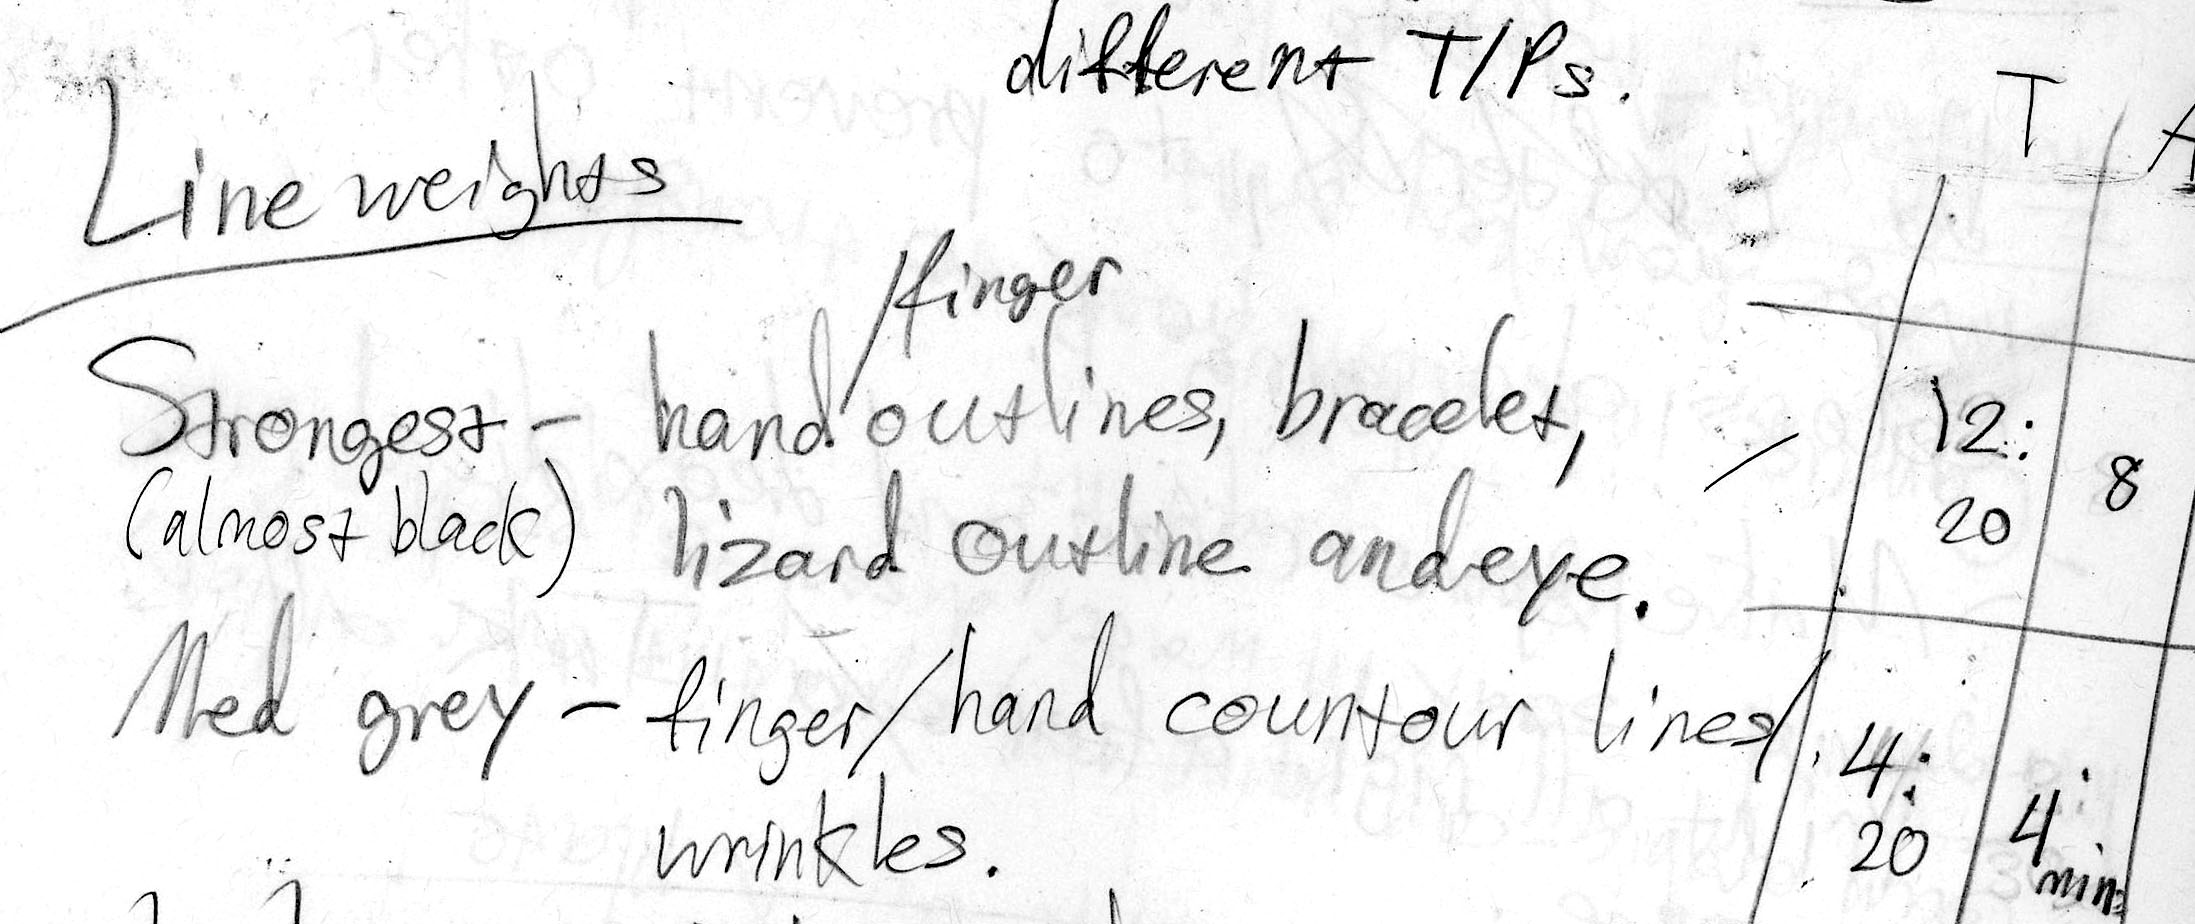 different T/Ps.
Line weights
/finger
Strongest – hand outlines, bracelet,
(almost black) lizard outline and eye.
Med grey – finger/hand countour lines/
wrinkles.
T
12:
20
8
4:
20
4
min